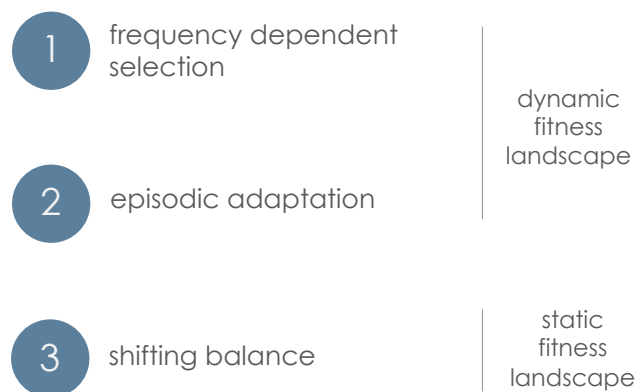 1
frequency dependent
selection
dynamic
fitness
landscape
2
episodic adaptation
3
shifting balance
static
fitness
landscape